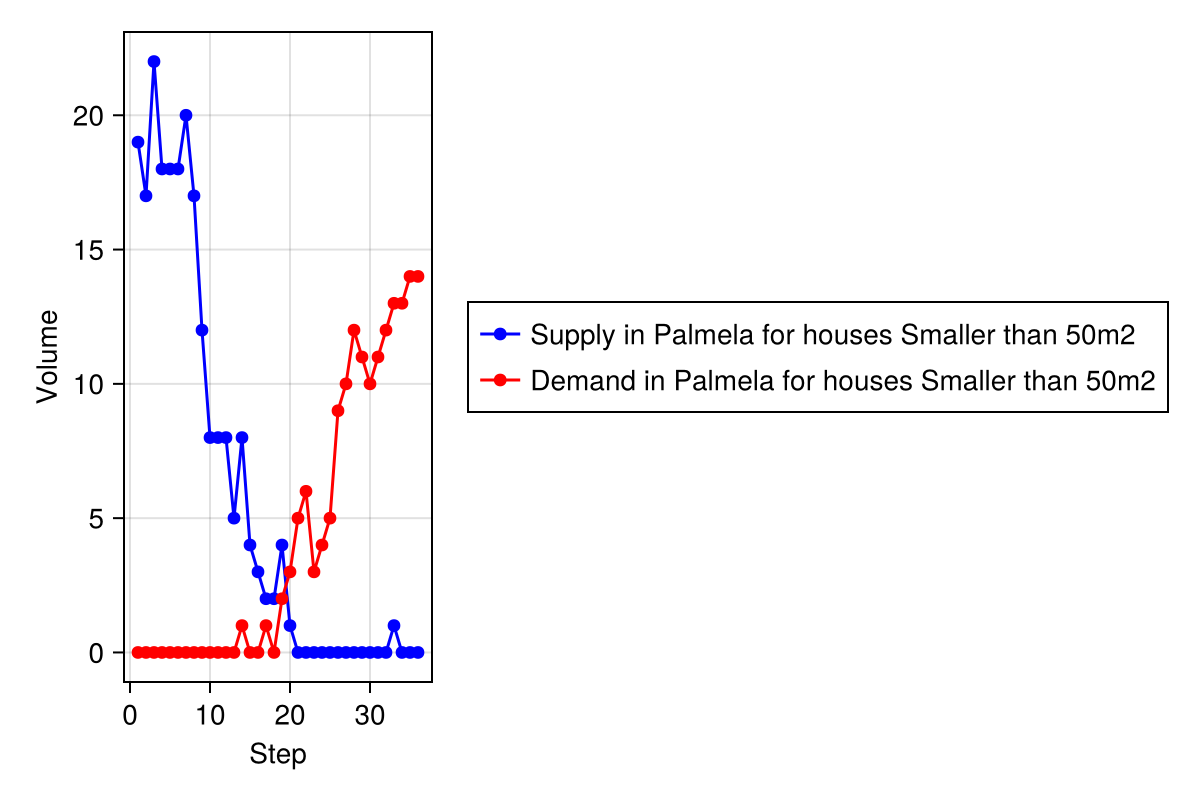 20
15
10
5
0
Volume
0 10 20 30
Step
Supply in Palmela for houses Smaller than 50m2
Demand in Palmela for houses Smaller than 50m2